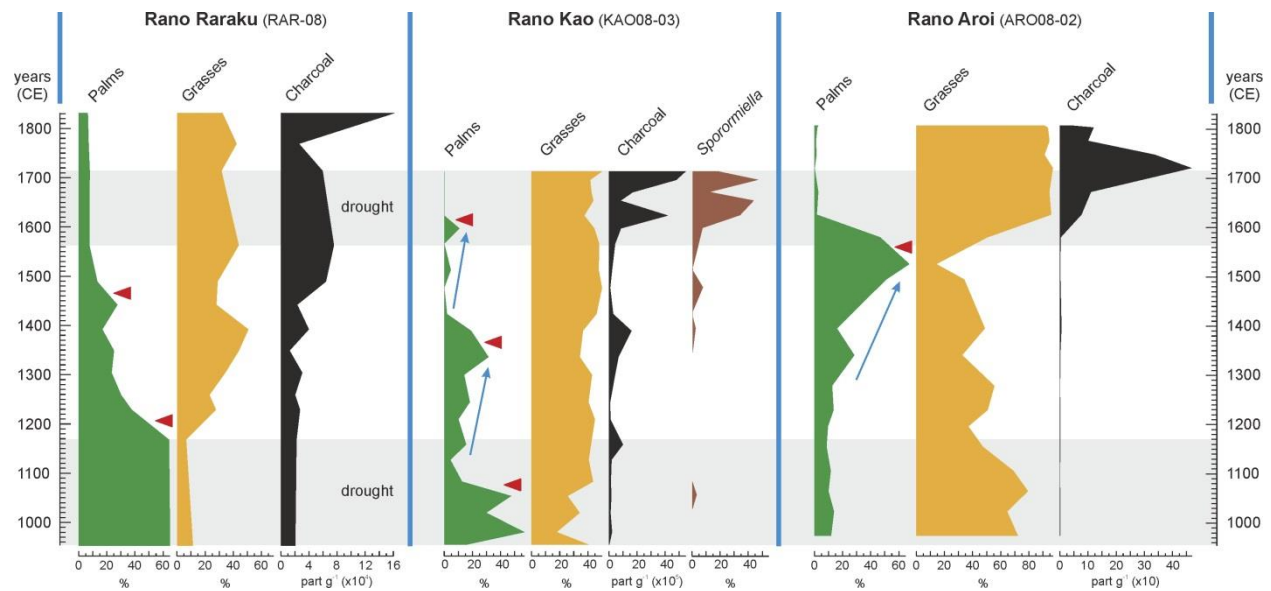 Rano Raraku (RAR-08)
Rano Kao (KAO08-03)
Rano Aroi (ARO08-02)
years
(CE)
Palms
Grasses
Charcoal
Palms
Grasses
Charcoal
Sporormiella
Palms
Grasses
Charcoal
years
(CE)
1800
1700
1600
1500
1400
1300
1200
1100
1000
drought
drought
1800
1700
1600
1500
1400
1300
1200
1100
1000
0 20 40 60
0 20 40 60
0 4 8 12 16
0 20 40
0 20 40
0 20 40
0 20 40
0 20 40 60
0 20 40 60 80
0 10 20 30 40
%
%
part g⁻¹ (x10⁴)
%
%
part g⁻¹ (x10⁵)
%
%
%
part g⁻¹ (x10)